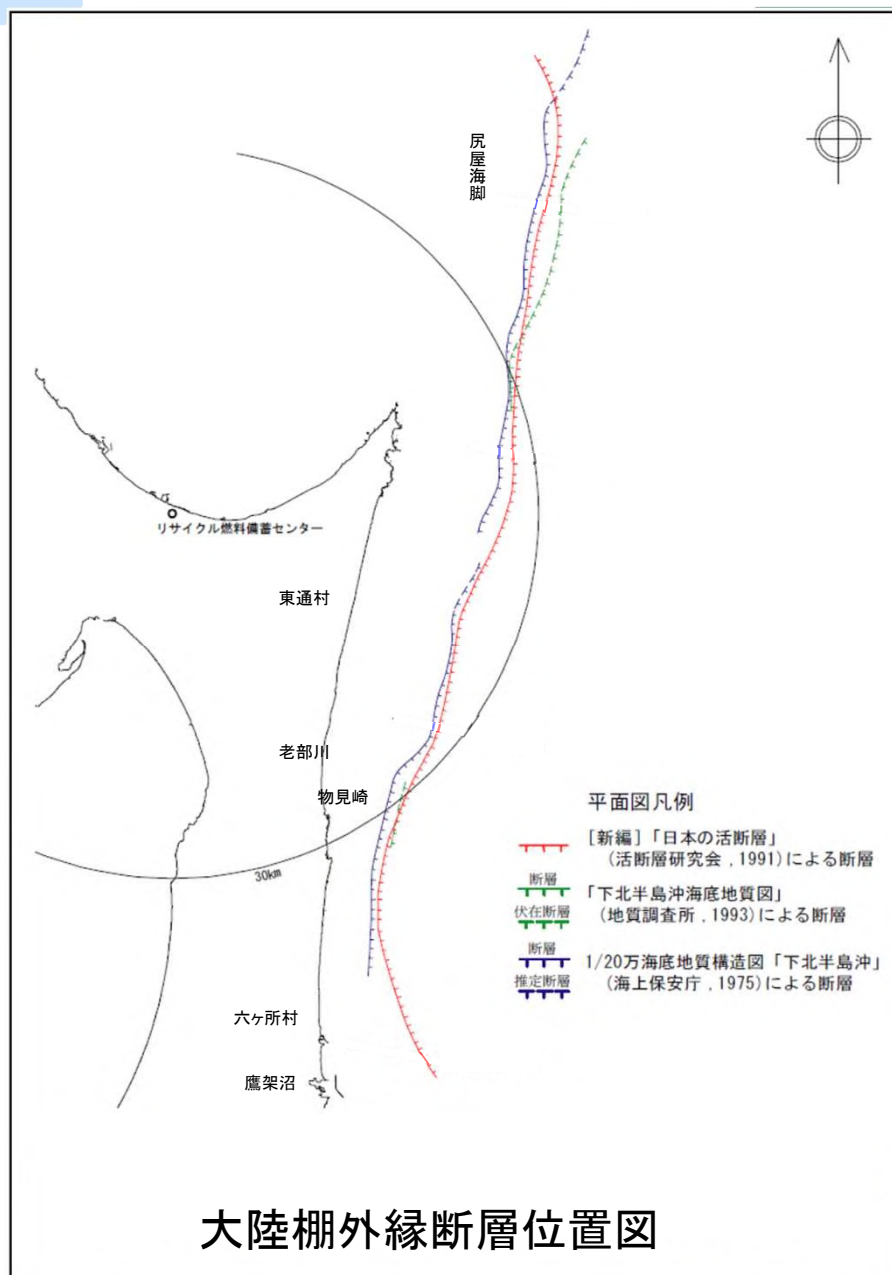 尻屋海脚
リサイクル燃料備蓄センター
東通村
老部川
物見崎
30km
六ヶ所村
鷹架沼
平面図凡例
[新編]「日本の活断層」
(活断層研究会,1991)による断層
断層
「下北半島沖海底地質図」
伏在断層
(地質調査所,1993)による断層
断層
1/20万海底地質構造図「下北半島沖」
推定断層
(海上保安庁,1975)による断層
大陸棚外縁断層位置図